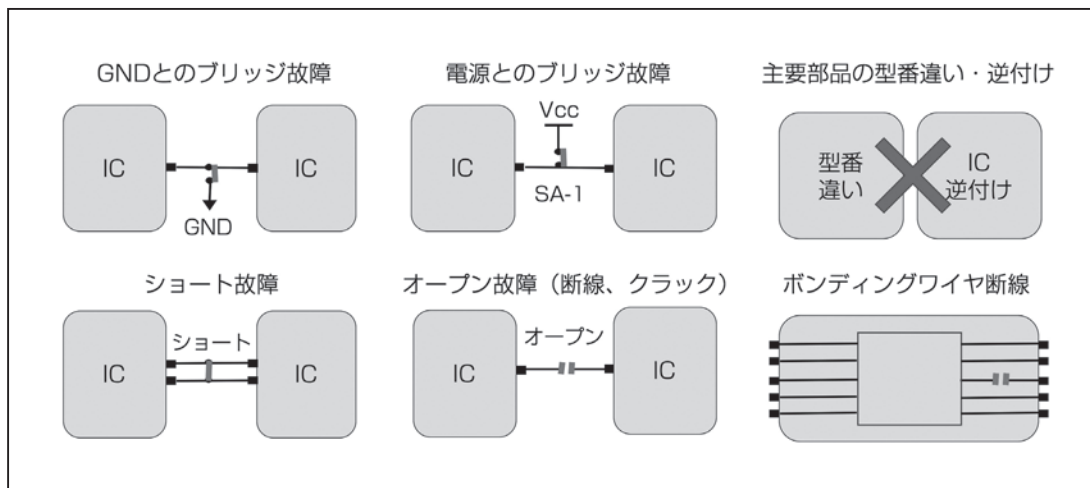 GNDとのブリッジ故障
IC
IC
GND
電源とのブリッジ故障
Vcc
IC
IC
SA-1
主要部品の型番違い・逆付け
型番
違い
IC
逆付け
ショート故障
ショート
IC
IC
オープン故障（断線、クラック）
オープン
IC
IC
ボンディングワイヤ断線